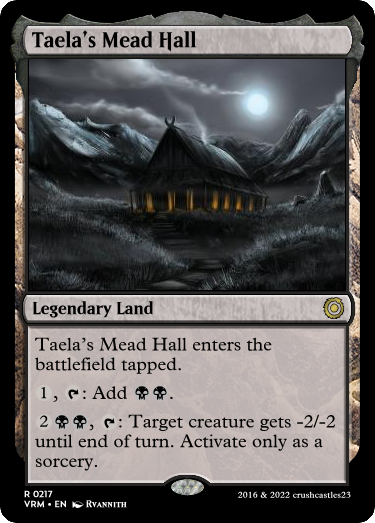 Taela's Mead Hall
Legendary Land
Taela's Mead Hall enters the
battlefield tapped.
1 , : Add .
2 , : Target creature gets -2/-2
until end of turn. Activate only as a
sorcery.
R 0217
VRM • EN Rvannith
2016 & 2022 crushcastles23